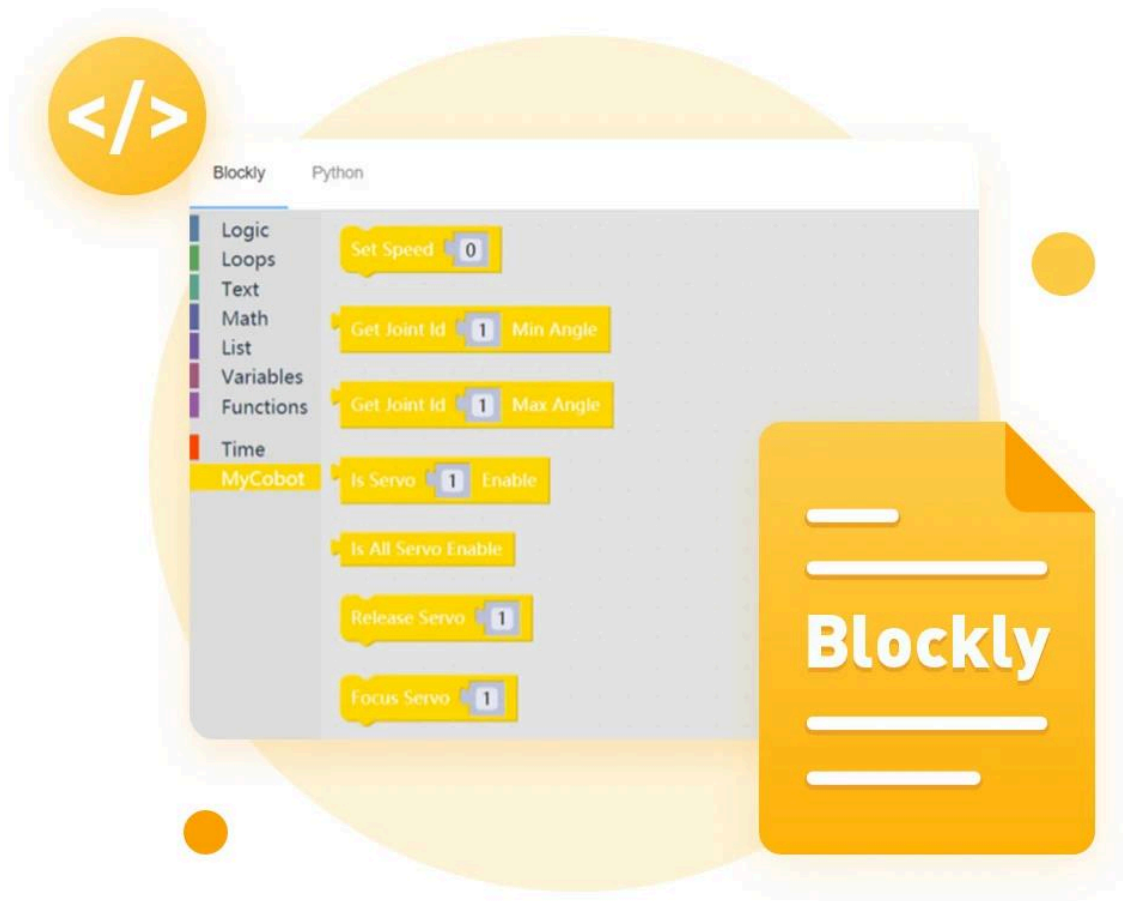 </>
Blockly Python
Logic
Loops
Text
Math
List
Variables
Functions
Time
MyCobot
Set Speed 0
Get Joint Id 1 Min Angle
Get Joint Id 1 Max Angle
Is Servo 1 Enable
Is All Servo Enable
Release Servo 1
Focus Servo 1
Blockly